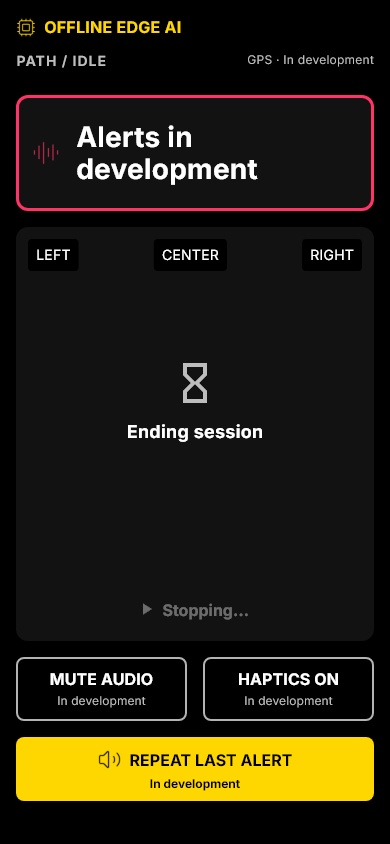 OFFLINE EDGE AI
PATH / IDLE
GPS · In development
Alerts in
development
LEFT
CENTER
RIGHT
Ending session
Stopping...
MUTE AUDIO
In development
HAPTICS ON
In development
REPEAT LAST ALERT
In development